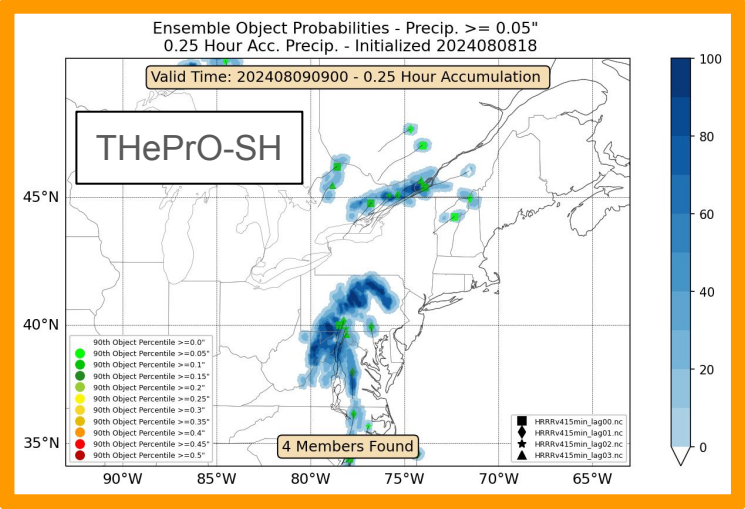 Ensemble Object Probabilities - Precip. >= 0.05"
0.25 Hour Acc. Precip. - Initialized 2024080818
Valid Time: 202408090900 - 0.25 Hour Accumulation
THePrO-SH
45°N
40°N
35°N
90th Object Percentile >=0.0"
90th Object Percentile >=0.05"
90th Object Percentile >=0.1"
90th Object Percentile >=0.15"
90th Object Percentile >=0.2"
90th Object Percentile >=0.25"
90th Object Percentile >=0.3"
90th Object Percentile >=0.35"
90th Object Percentile >=0.4"
90th Object Percentile >=0.45"
90th Object Percentile >=0.5"
4 Members Found
HRRRv415min_lag00.nc
HRRRv415min_lag01.nc
HRRRv415min_lag02.nc
HRRRv415min_lag03.nc
90°W
85°W
80°W
75°W
70°W
65°W
100
80
60
40
20
0